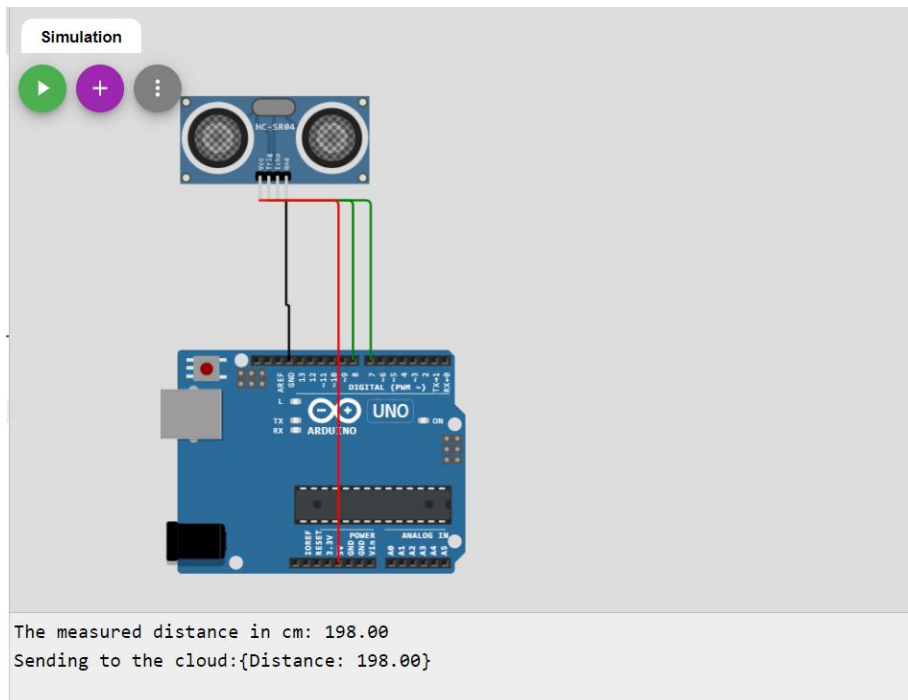 Simulation
HC-SR04
Vcc
Trig
Echo
Gnd
AREF
GND
13
12
~11
~10
~9
8
7
~6
~5
4
~3
2
TX→1
RX←0
DIGITAL (PWM ~)
L
TX
RX
ARDUINO
UNO
ON
IOREF
RESET
3.3V
5V
GND
GND
Vin
POWER
ANALOG IN
A0
A1
A2
A3
A4
A5
The measured distance in cm: 198.00
Sending to the cloud:{Distance: 198.00}